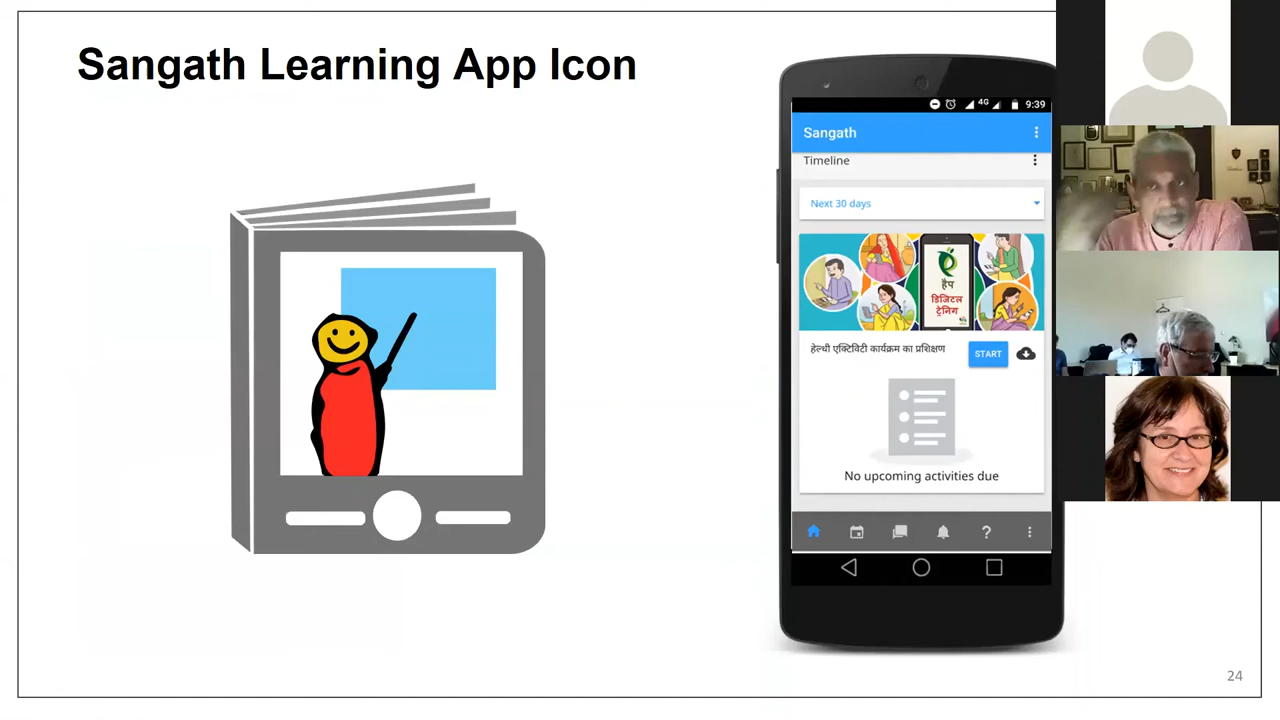 Sangath Learning App Icon
4G 9:39
Sangath
Timeline
Next 30 days
हैप
डिजिटल
ट्रेनिंग
हेल्थी एक्टिविटी कार्यक्रम का प्रशिक्षण
START
No upcoming activities due
?
24